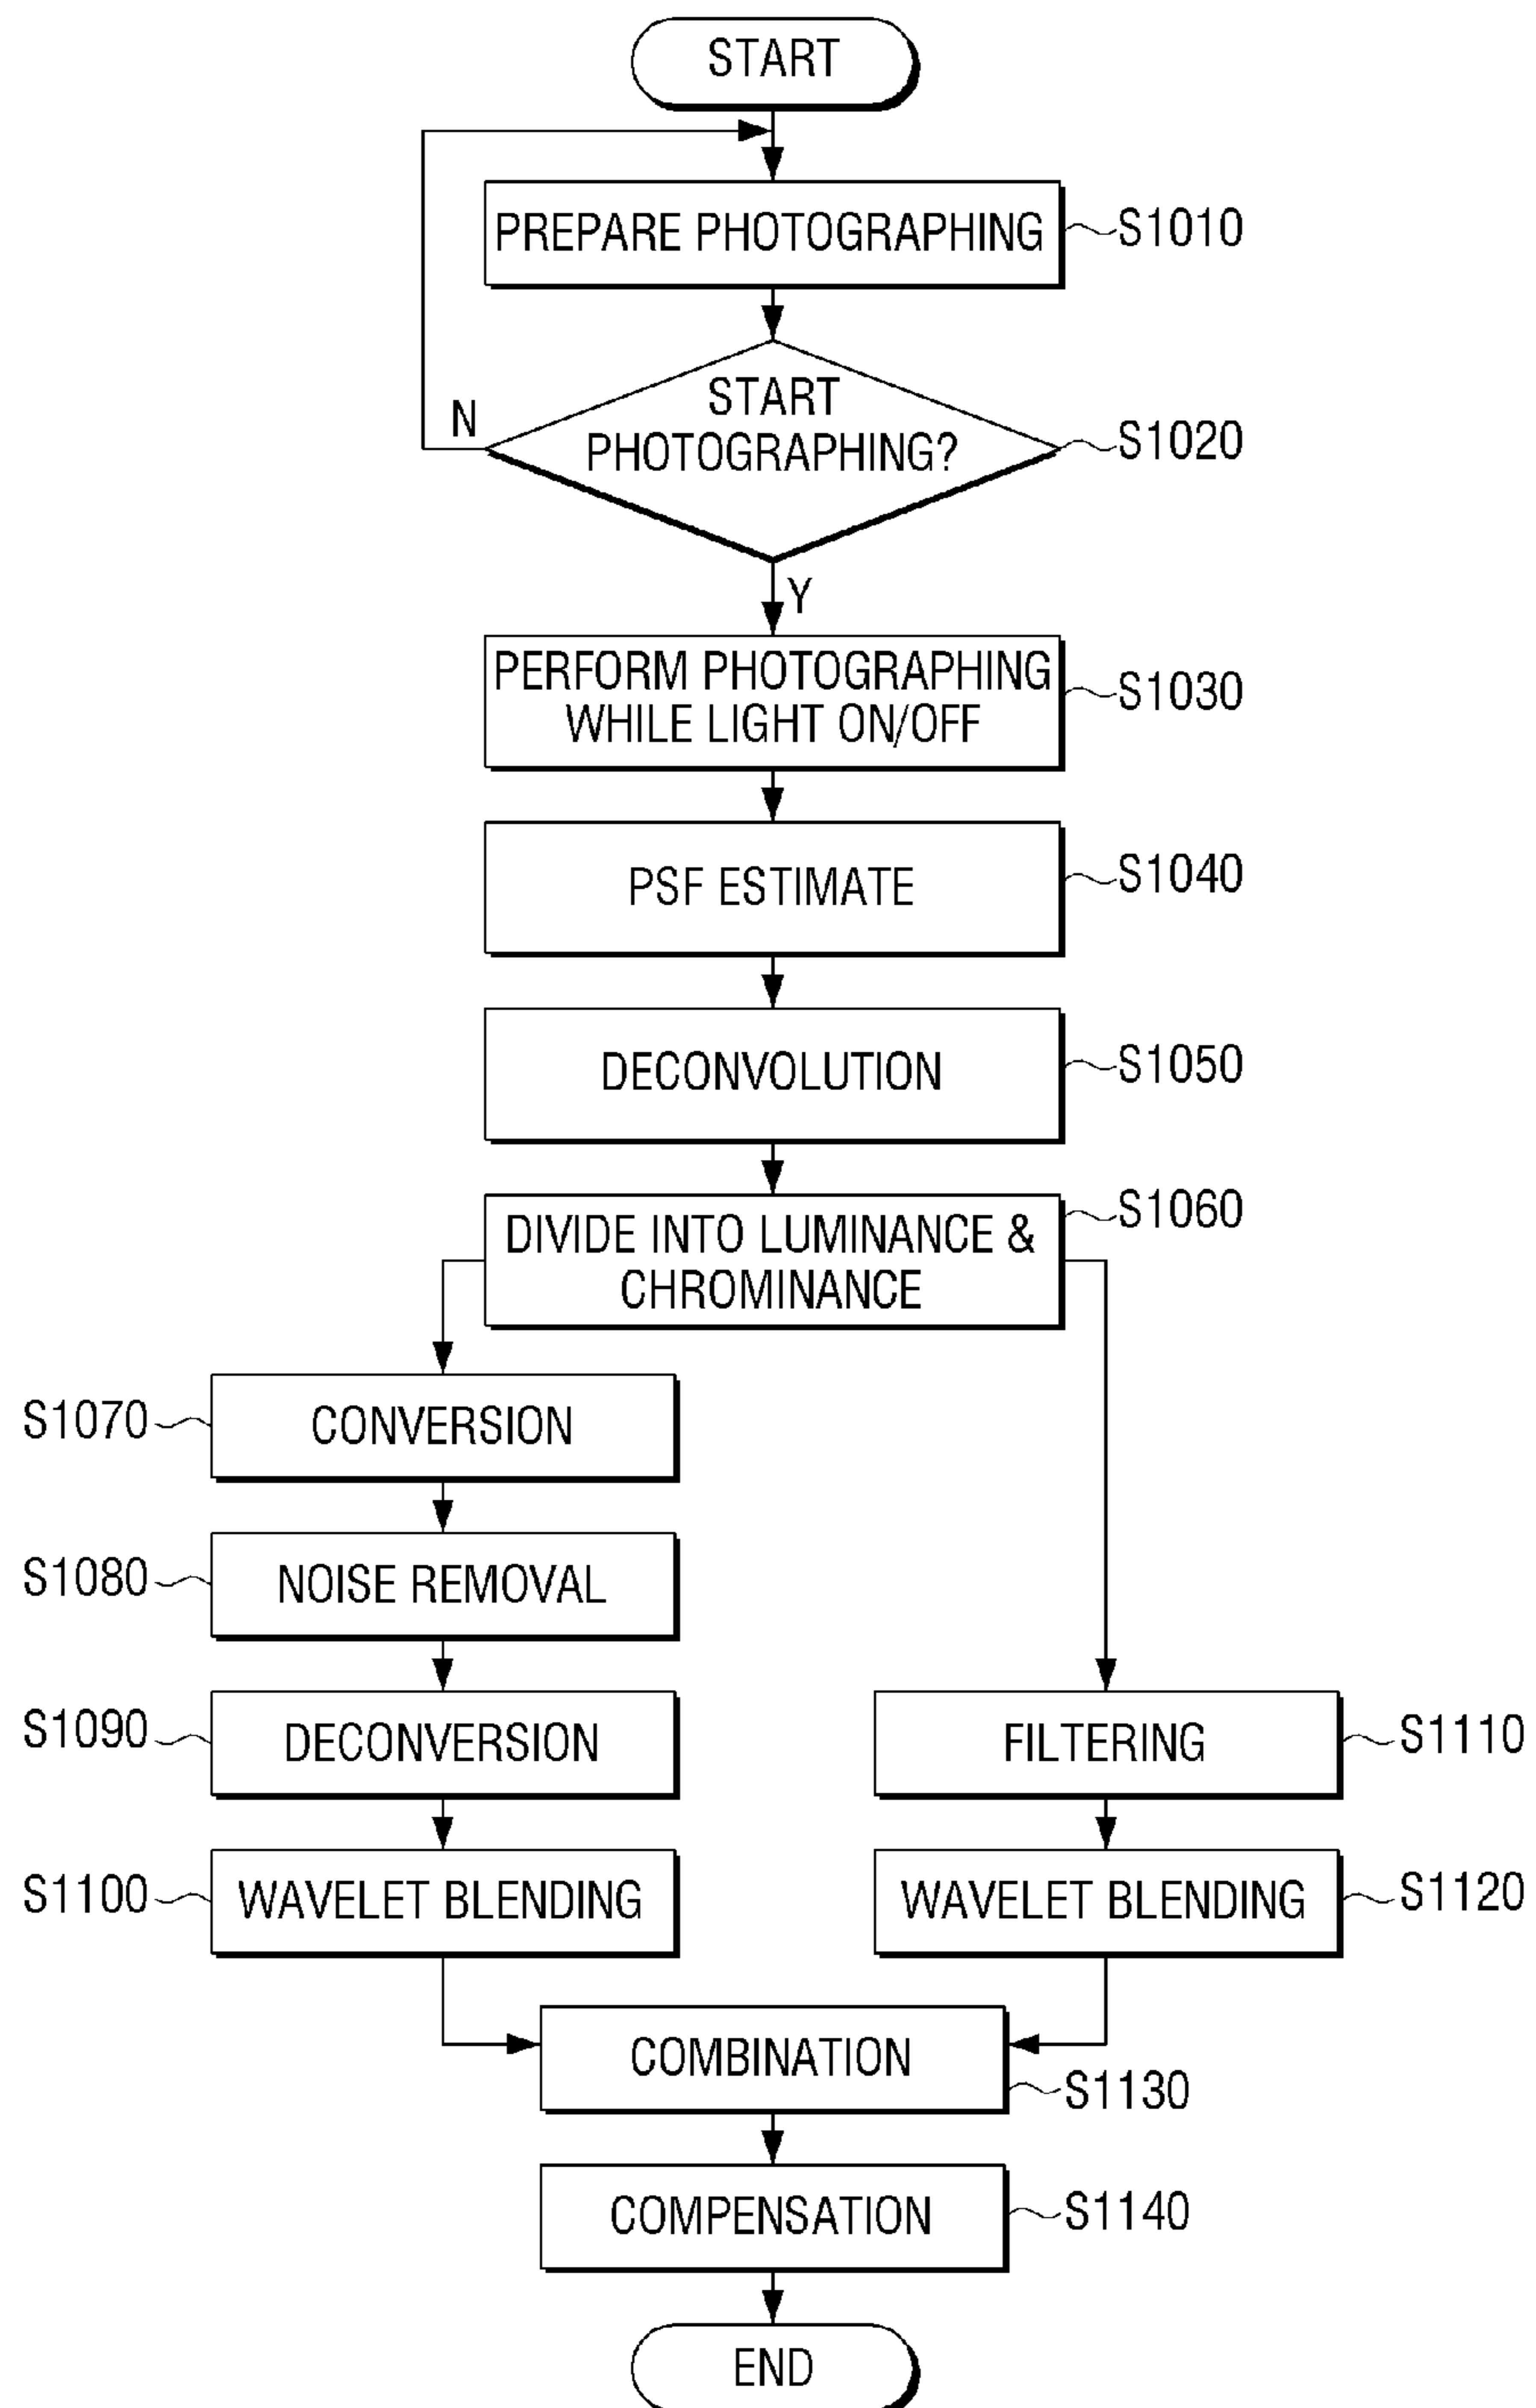 START
PREPARE PHOTOGRAPHING
S1010
START
PHOTOGRAPHING?
S1020
N
Y
PERFORM PHOTOGRAPHING
WHILE LIGHT ON/OFF
S1030
PSF ESTIMATE
S1040
DECONVOLUTION
S1050
DIVIDE INTO LUMINANCE &
CHROMINANCE
S1060
S1070
CONVERSION
S1080
NOISE REMOVAL
S1090
DECONVERSION
FILTERING
S1110
S1100
WAVELET BLENDING
WAVELET BLENDING
S1120
COMBINATION
S1130
COMPENSATION
S1140
END